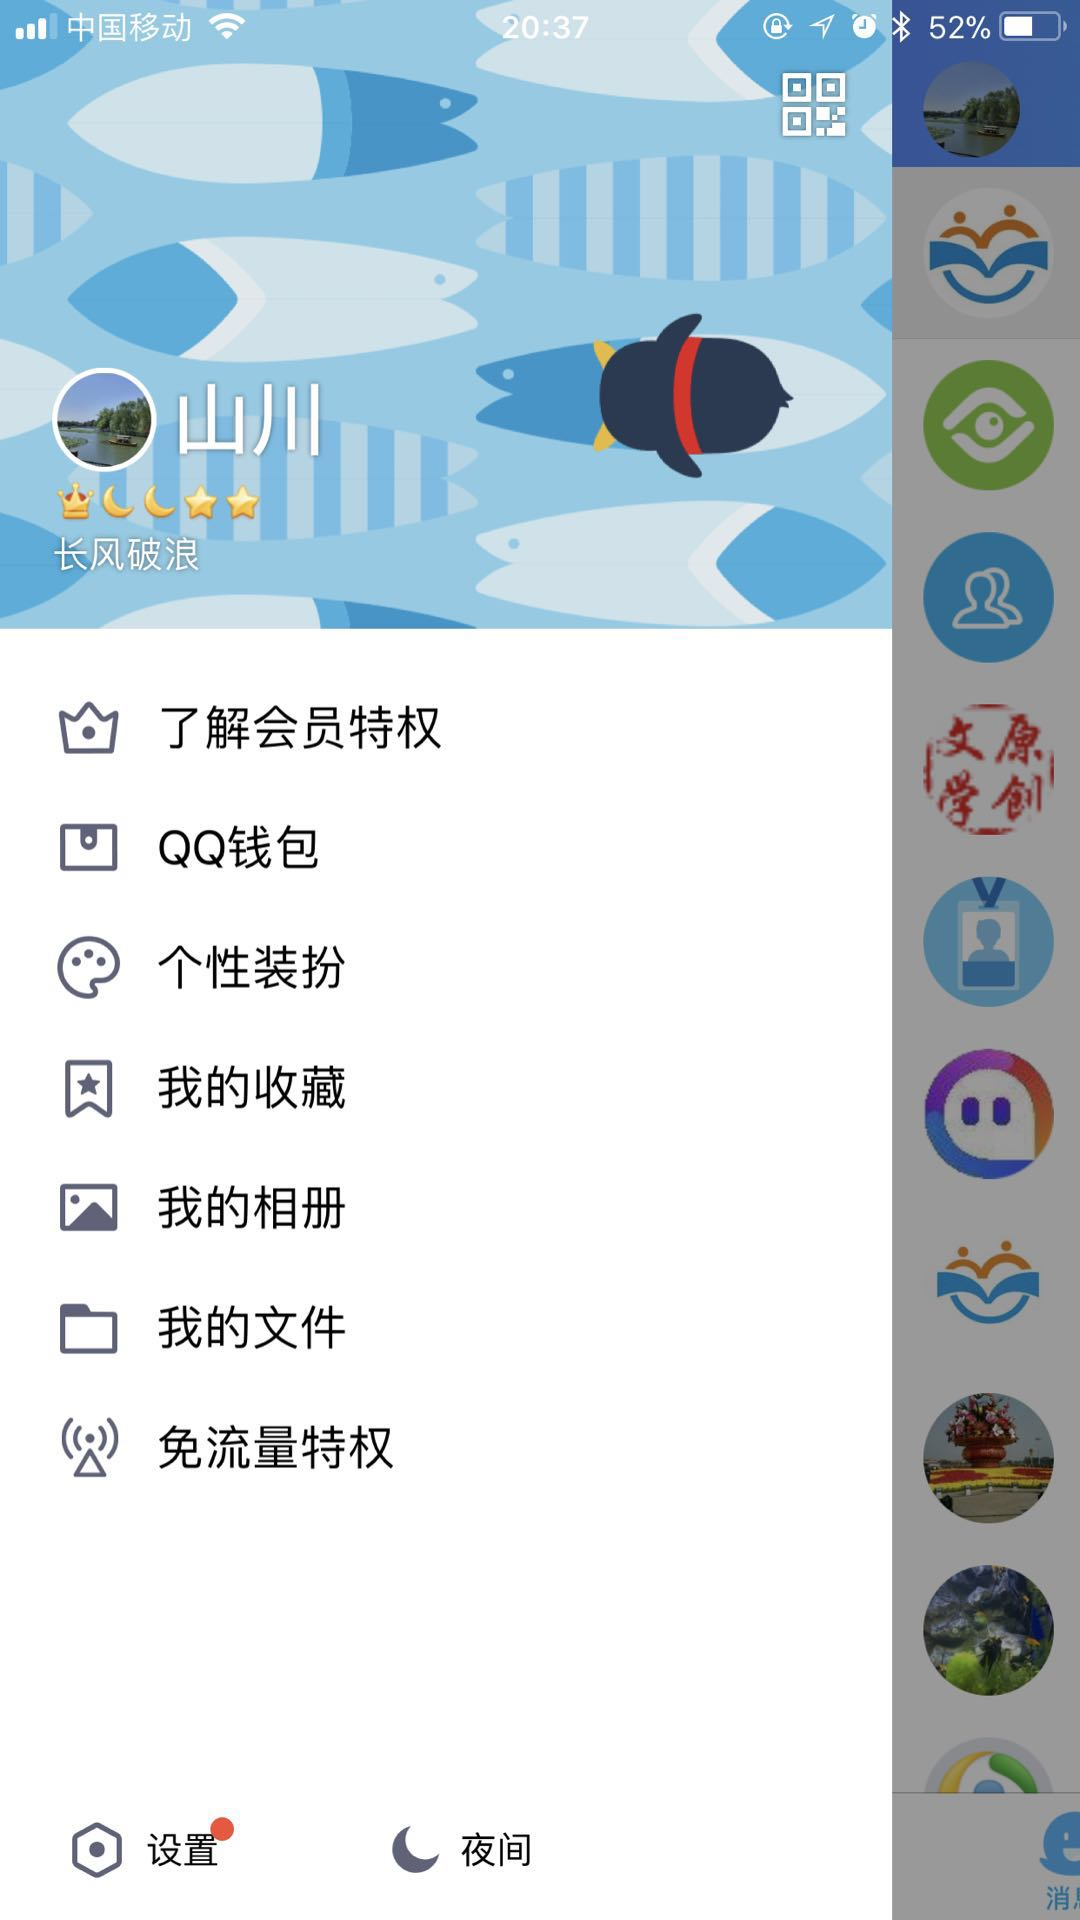 中国移动 20:37 52%
山川
长风破浪
了解会员特权
QQ钱包
个性装扮
我的收藏
我的相册
我的文件
免流量特权
设置 夜间
原创
文学
消息